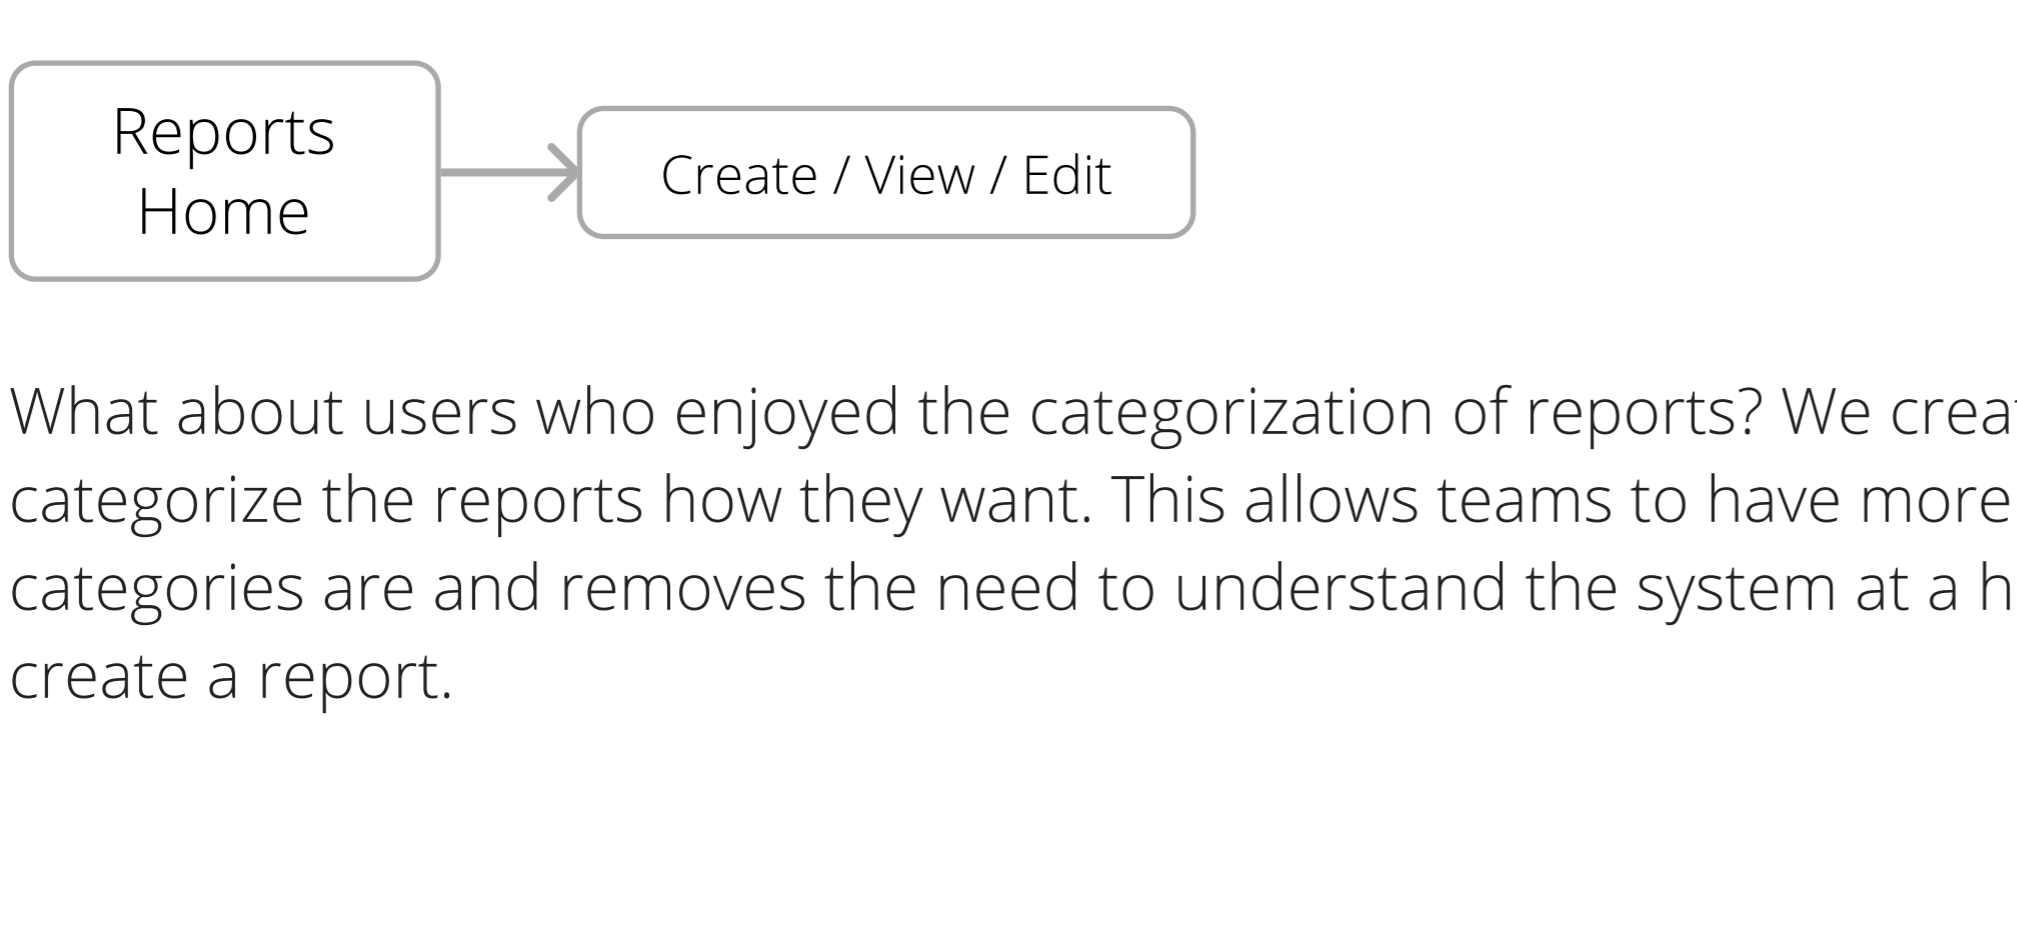 Reports
Home
Create / View / Edit
What about users who enjoyed the categorization of reports? We
categorize the reports how they want. This allows teams to have more
categories are and removes the need to understand the system at a
create a report.